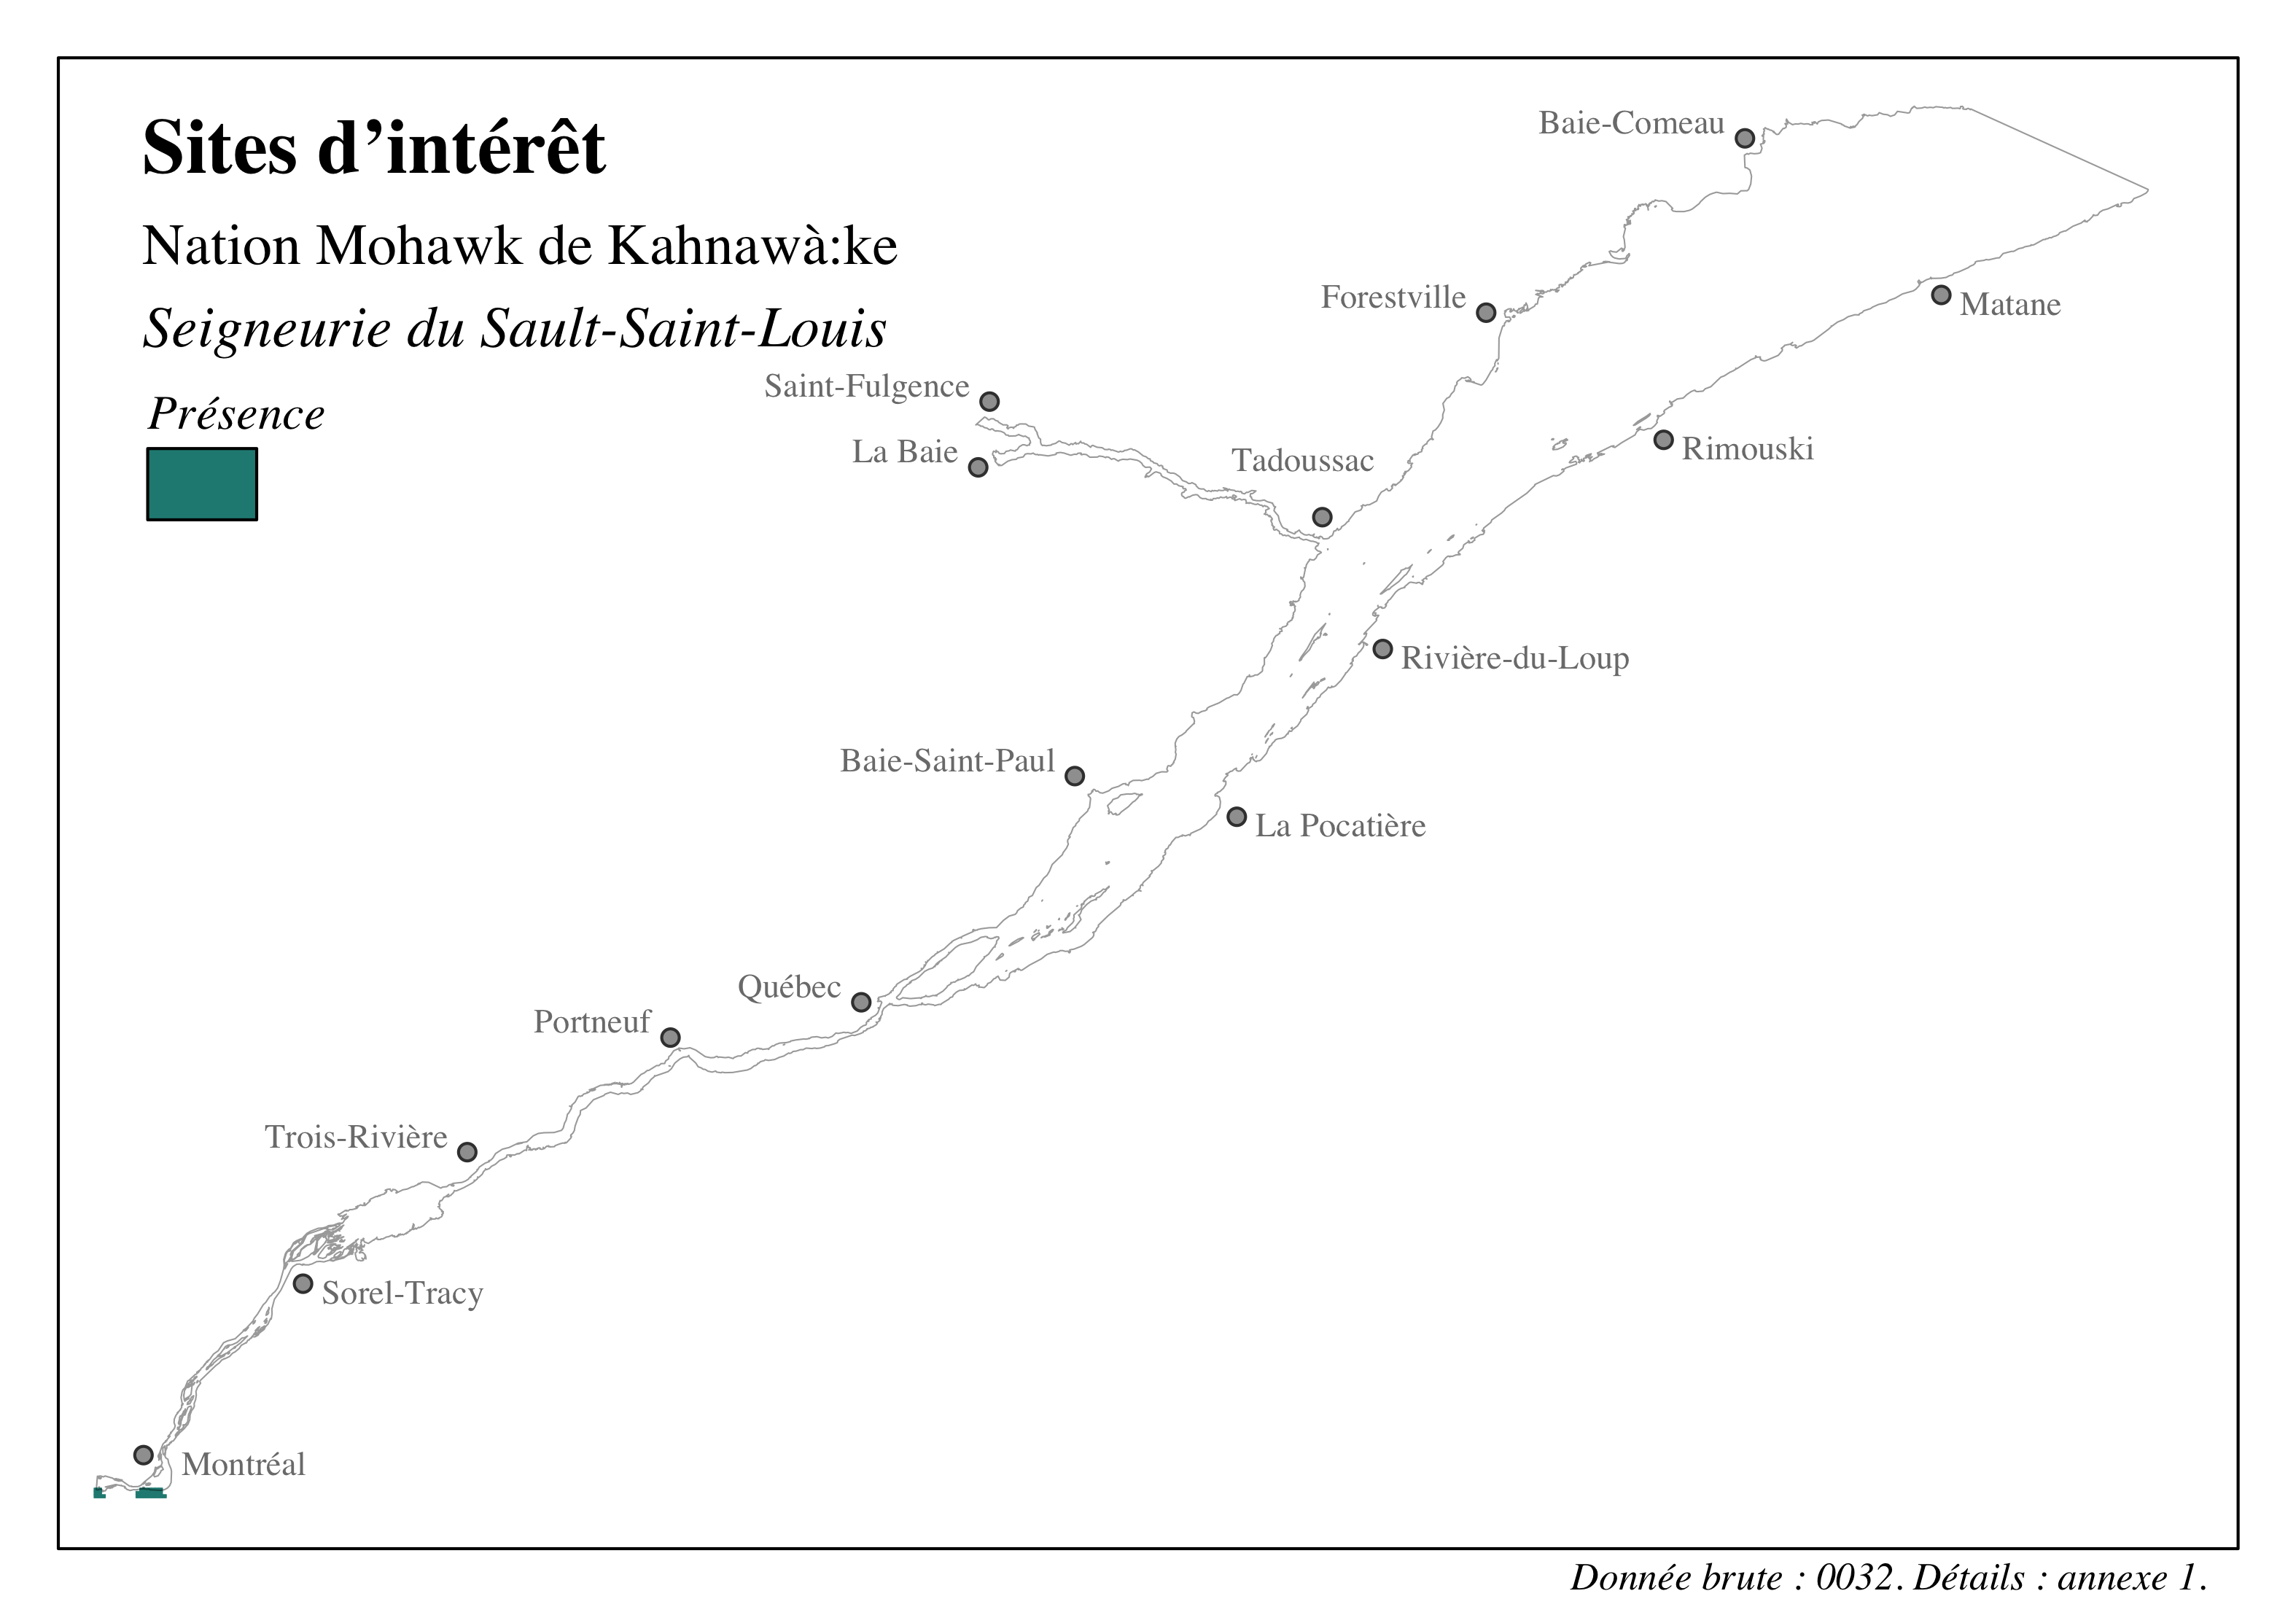 Sites d’intérêt
Nation Mohawk de Kahnawà:ke
Seigneurie du Sault-Saint-Louis
Présence
Baie-Comeau
Forestville
Matane
Saint-Fulgence
La Baie
Tadoussac
Rimouski
Rivière-du-Loup
Baie-Saint-Paul
La Pocatière
Québec
Portneuf
Trois-Rivière
Sorel-Tracy
Montréal
Donnée brute : 0032. Détails : annexe 1.